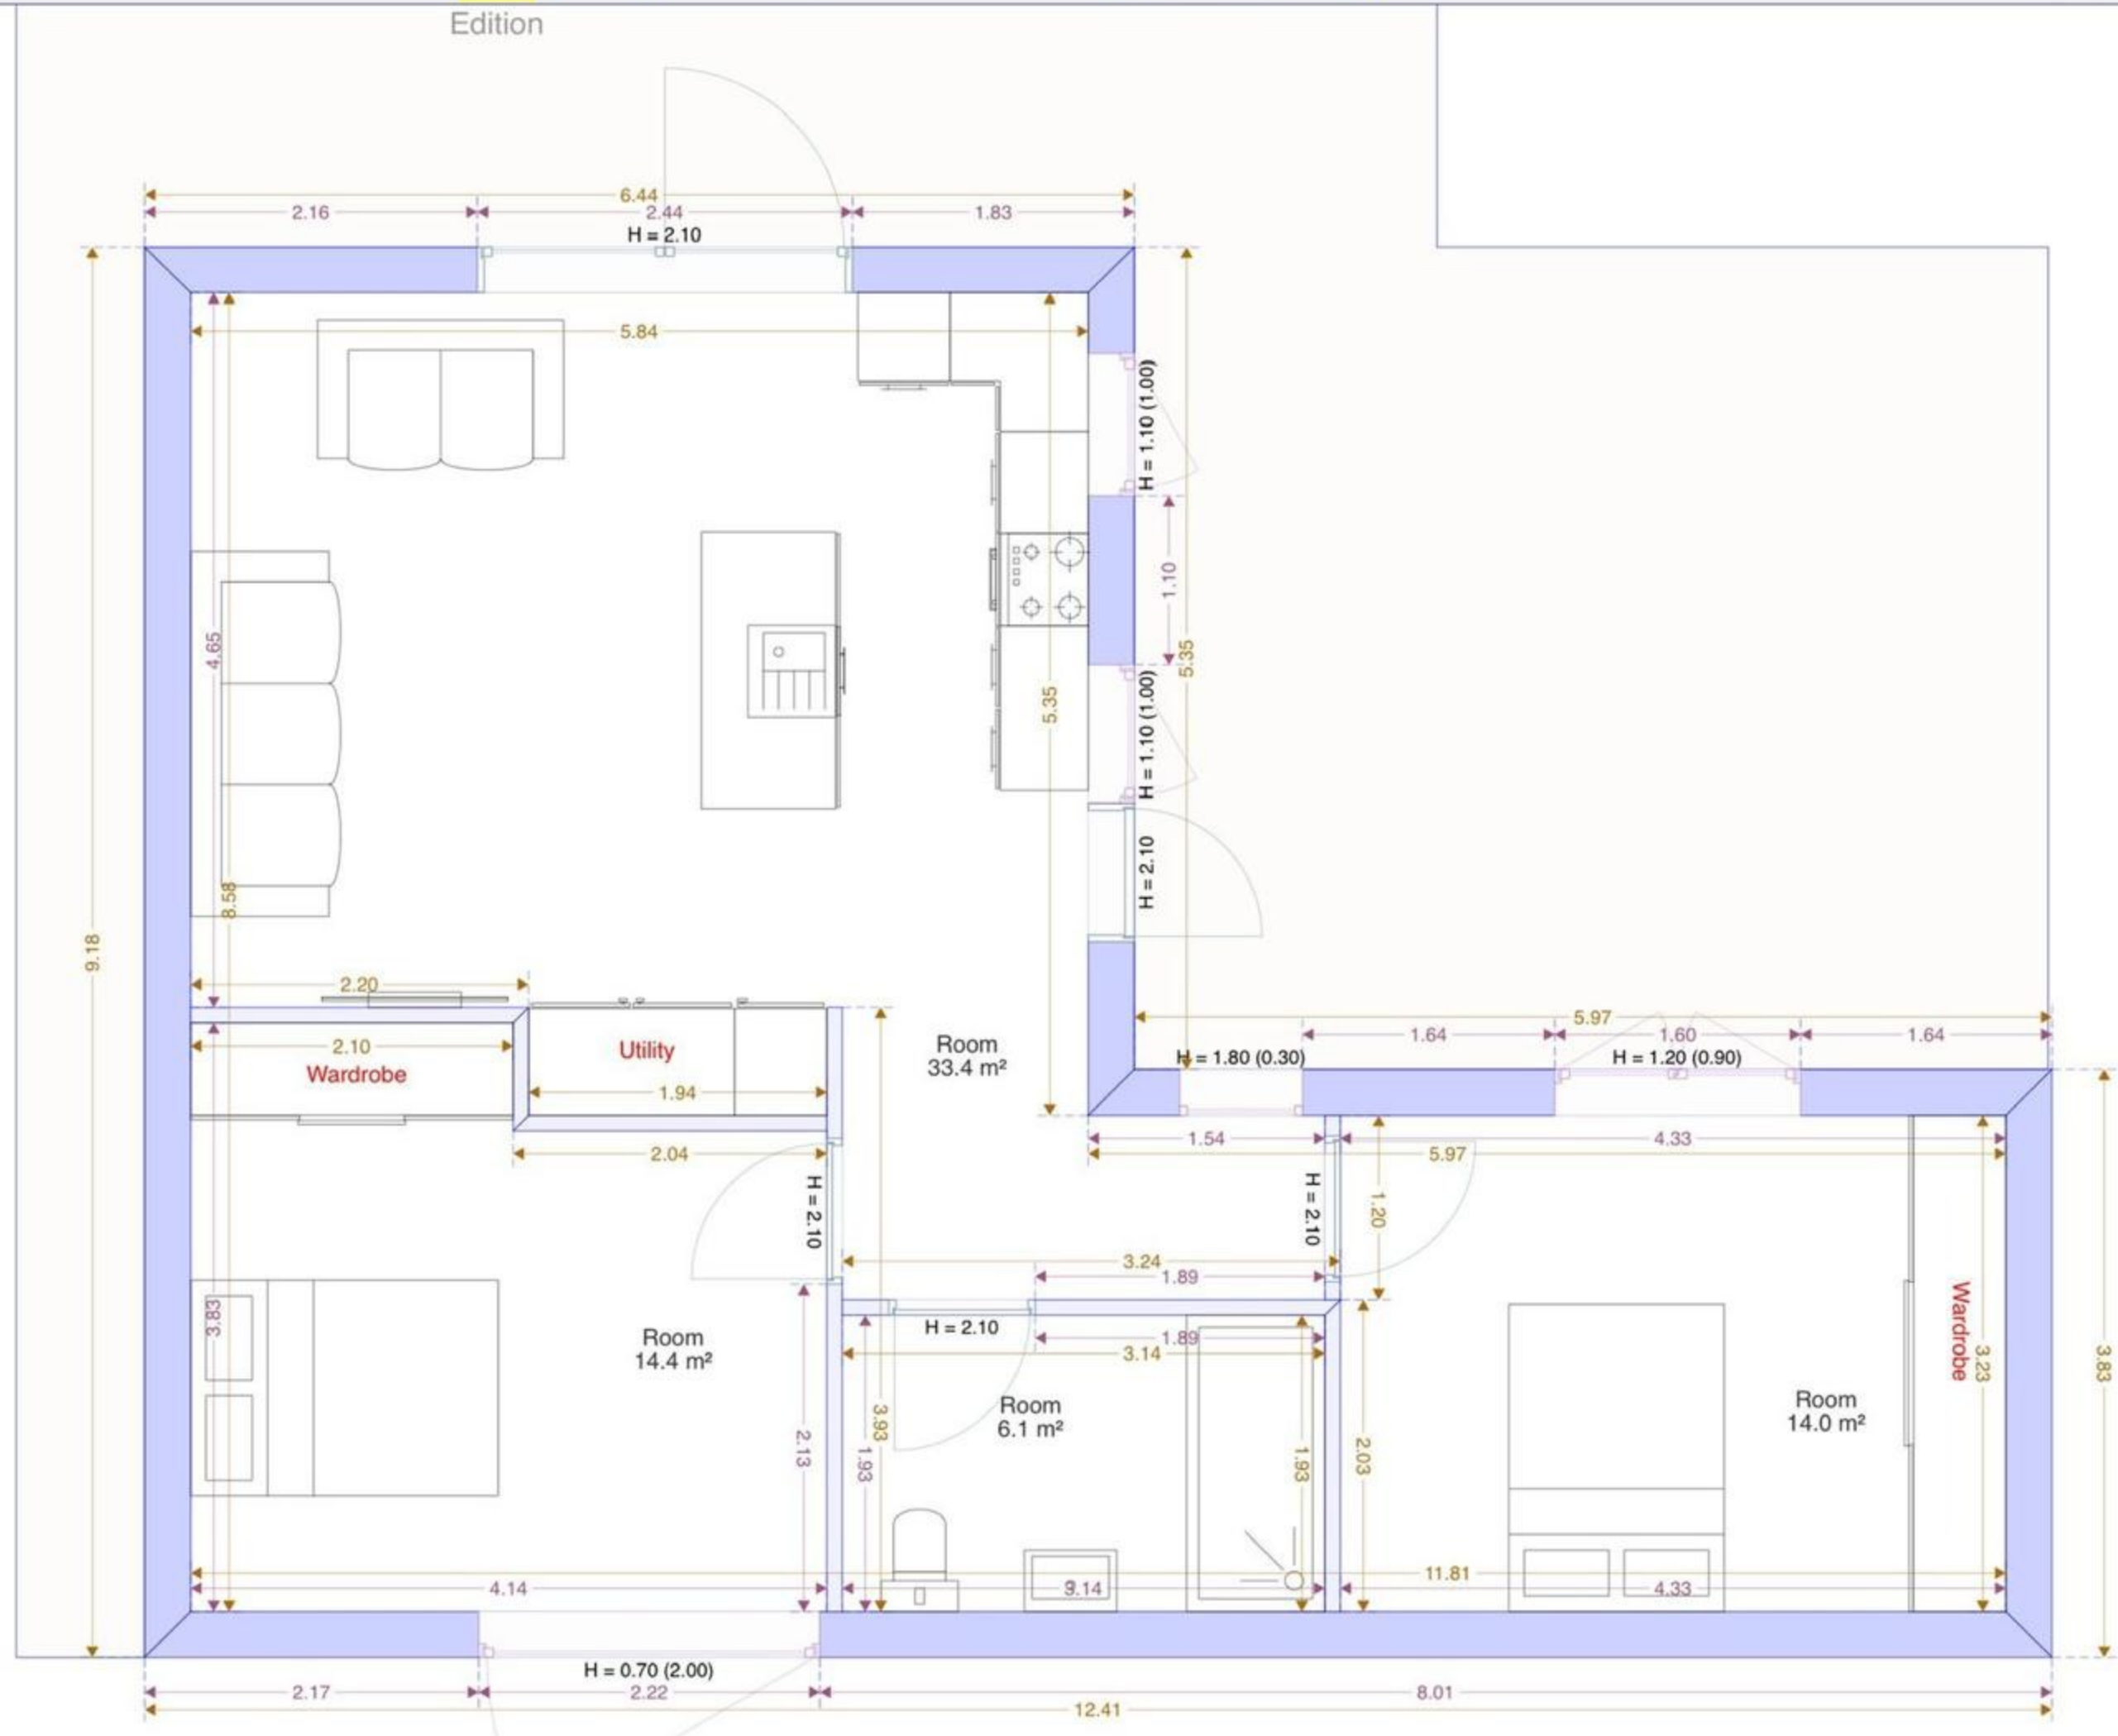 Edition
6.44
2.16
2.44
1.83
H = 2.10
5.84
H = 1.10 (1.00)
4.65
1.10
5.35
5.35
H = 1.10 (1.00)
H = 2.10
8.58
9.18
2.20
5.97
1.64
1.60
1.64
2.10
Wardrobe
Utility
Room
33.4 m²
H = 1.80 (0.30)
H = 1.20 (0.90)
1.94
2.04
1.54
4.33
5.97
H = 2.10
H = 2.10
1.20
3.24
1.89
3.83
Room
14.4 m²
H = 2.10
1.89
3.14
Wardrobe
3.23
3.83
Room
6.1 m²
Room
14.0 m²
2.13
3.93
1.93
1.93
2.03
11.81
4.14
4.33
H = 0.70 (2.00)
2.17
2.22
8.01
12.41